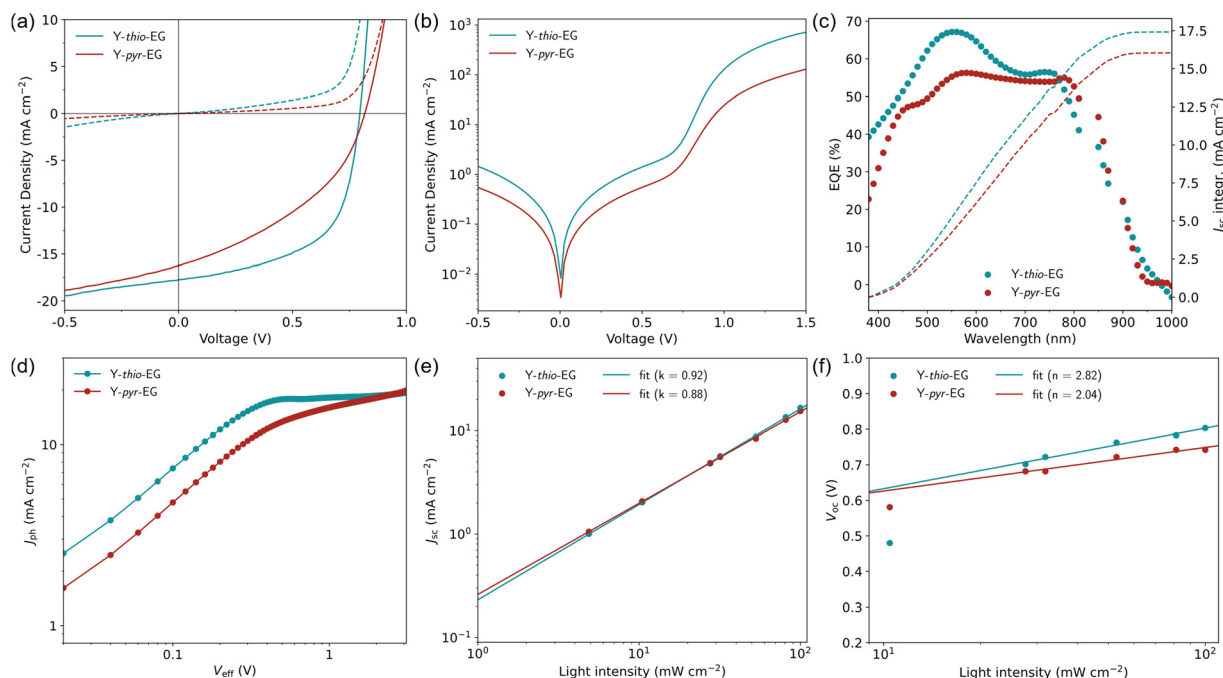 (a)
Y-thio-EG
Y-pyr-EG
10
5
0
-5
-10
-15
-20
Current Density (mA cm⁻²)
-0.5
0.0
0.5
1.0
Voltage (V)
(b)
Y-thio-EG
Y-pyr-EG
10³
10²
10¹
10⁰
10⁻¹
10⁻²
Current Density (mA cm⁻²)
-0.5
0.0
0.5
1.0
1.5
Voltage (V)
(c)
70
60
50
40
30
20
10
0
EQE (%)
17.5
15.0
12.5
10.0
7.5
5.0
2.5
0.0
Jsc integr. (mA cm⁻²)
Y-thio-EG
Y-pyr-EG
400
500
600
700
800
900
1000
Wavelength (nm)
(d)
Y-thio-EG
Y-pyr-EG
10
1
Jph (mA cm⁻²)
0.1
1
Veff (V)
(e)
Y-thio-EG
Y-pyr-EG
fit (k = 0.92)
fit (k = 0.88)
10¹
10⁰
10⁻¹
Jsc (mA cm⁻²)
10⁰
10¹
10²
Light intensity (mW cm⁻²)
(f)
Y-thio-EG
Y-pyr-EG
fit (n = 2.82)
fit (n = 2.04)
1.0
0.9
0.8
0.7
0.6
0.5
0.4
0.3
0.2
Voc (V)
10¹
10²
Light intensity (mW cm⁻²)